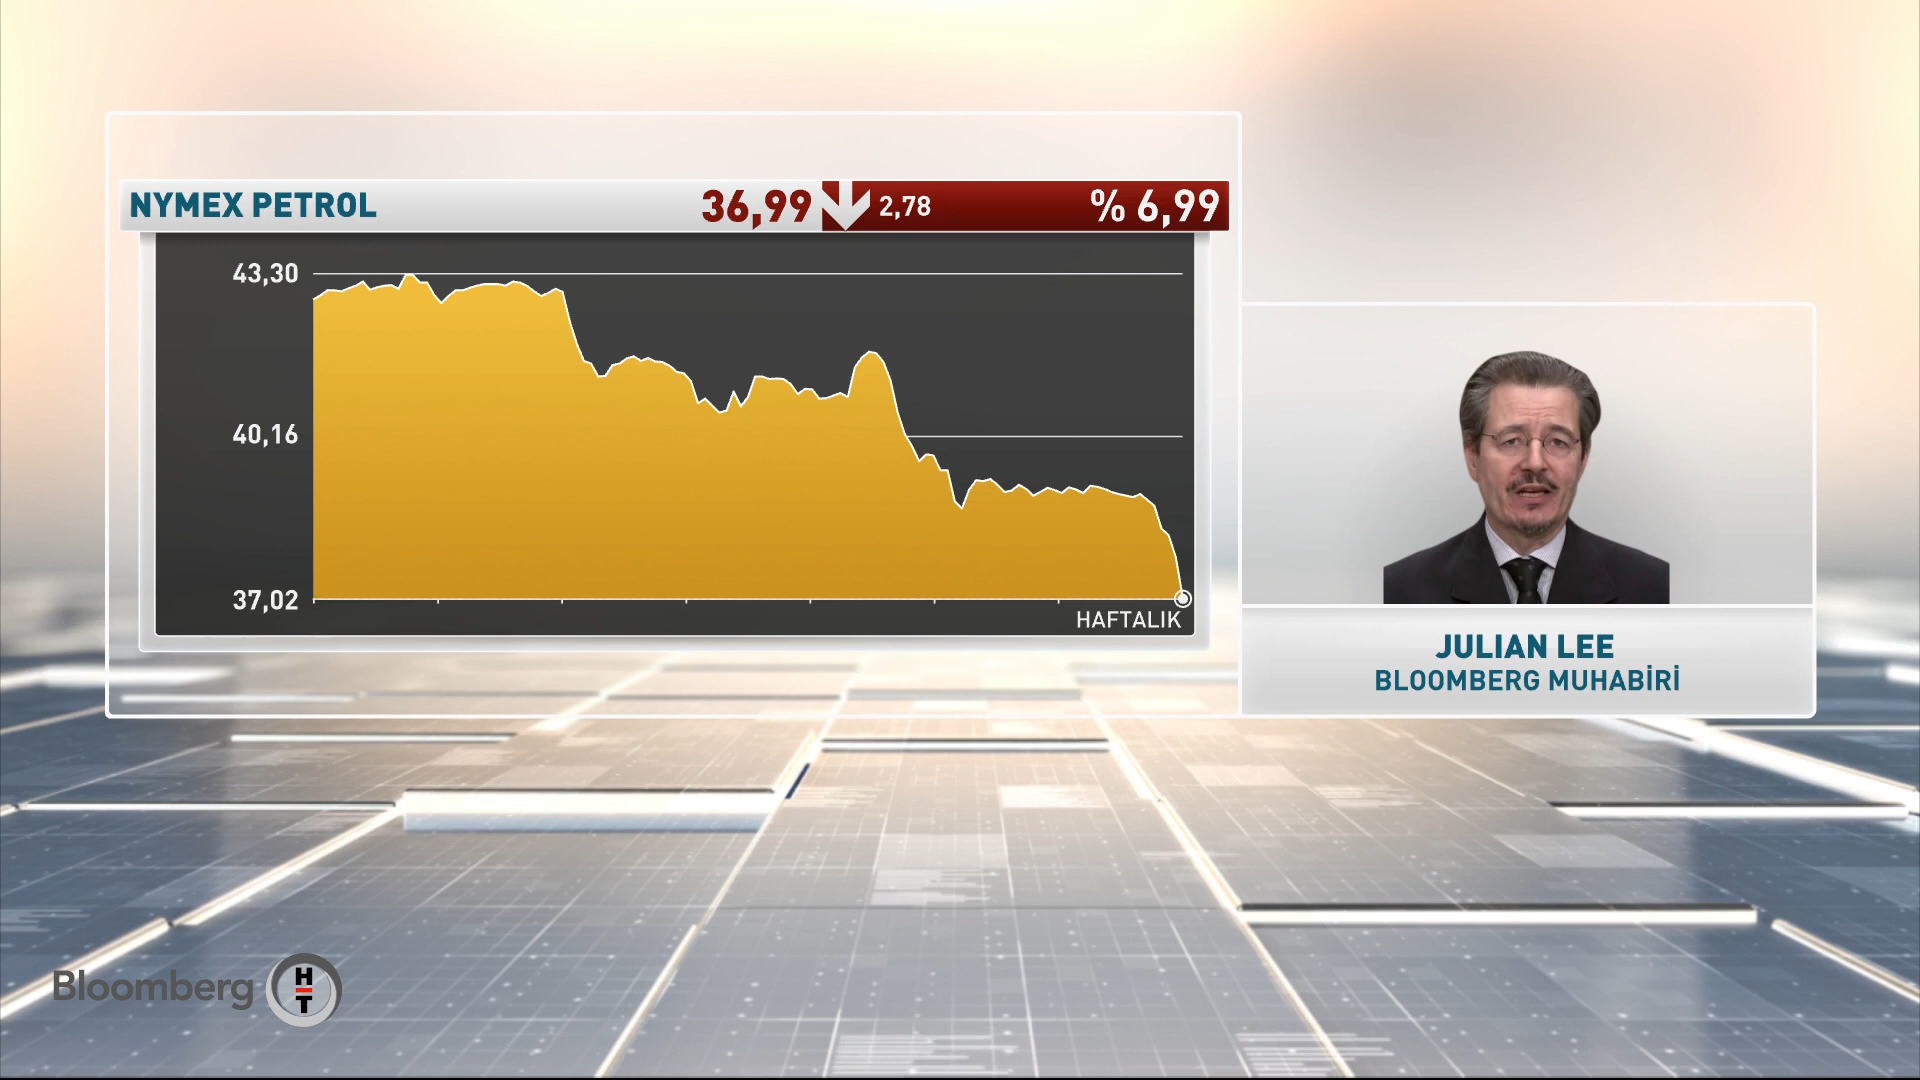 NYMEX PETROL 36,99 2,78 % 6,99
43,30
40,16
37,02
HAFTALIK
JULIAN LEE
BLOOMBERG MUHABİRİ
Bloomberg HT